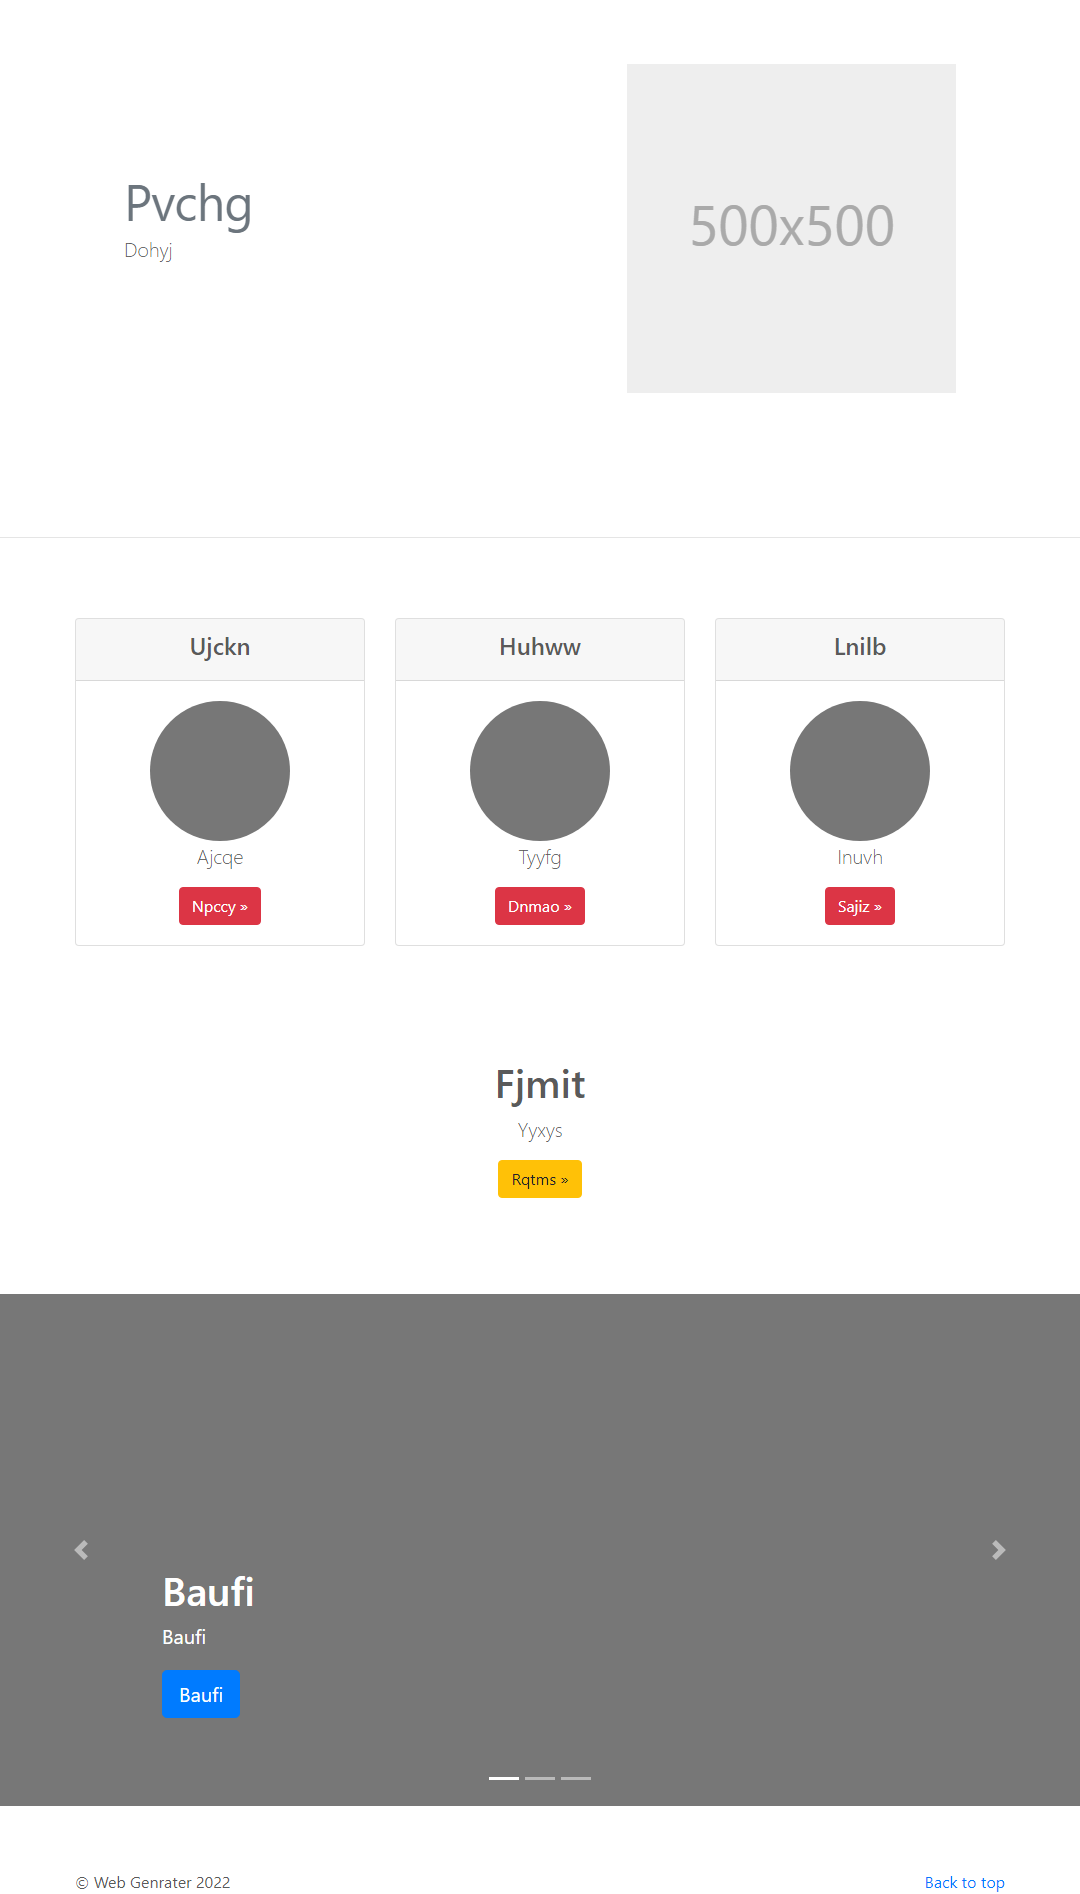 Pvchg
Dohyj
500x500
Ujckn
Ajcqe
Npccy »
Huhww
Tyyfg
Dnmao »
Lnilb
Inuvh
Sajiz »
Fjmit
Yyxys
Rqtms »
Baufi
Baufi
Baufi
© Web Genrater 2022
Back to top